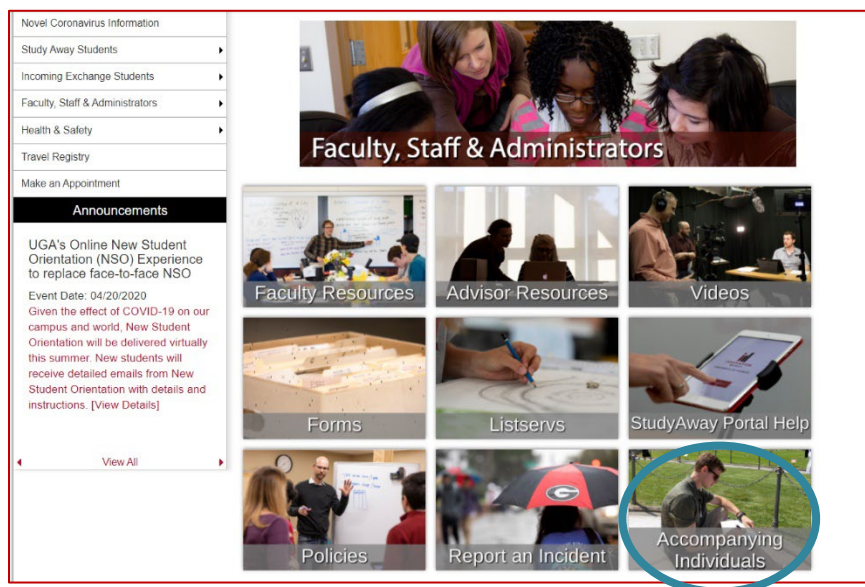 Novel Coronavirus Information
Study Away Students
Incoming Exchange Students
Faculty, Staff & Administrators
Health & Safety
Travel Registry
Make an Appointment
Announcements
UGA's Online New Student
Orientation (NSO) Experience
to replace face-to-face NSO
Event Date: 04/20/2020
Given the effect of COVID-19 on our
campus and world, New Student
Orientation will be delivered virtually
this summer. New students will
receive detailed emails from New
Student Orientation with details and
instructions. [View Details]
View All
Faculty, Staff & Administrators
Faculty Resources
Advisor Resources
Videos
Forms
Listservs
StudyAway Portal Help
Policies
Report an Incident
G
Accompanying
Individuals